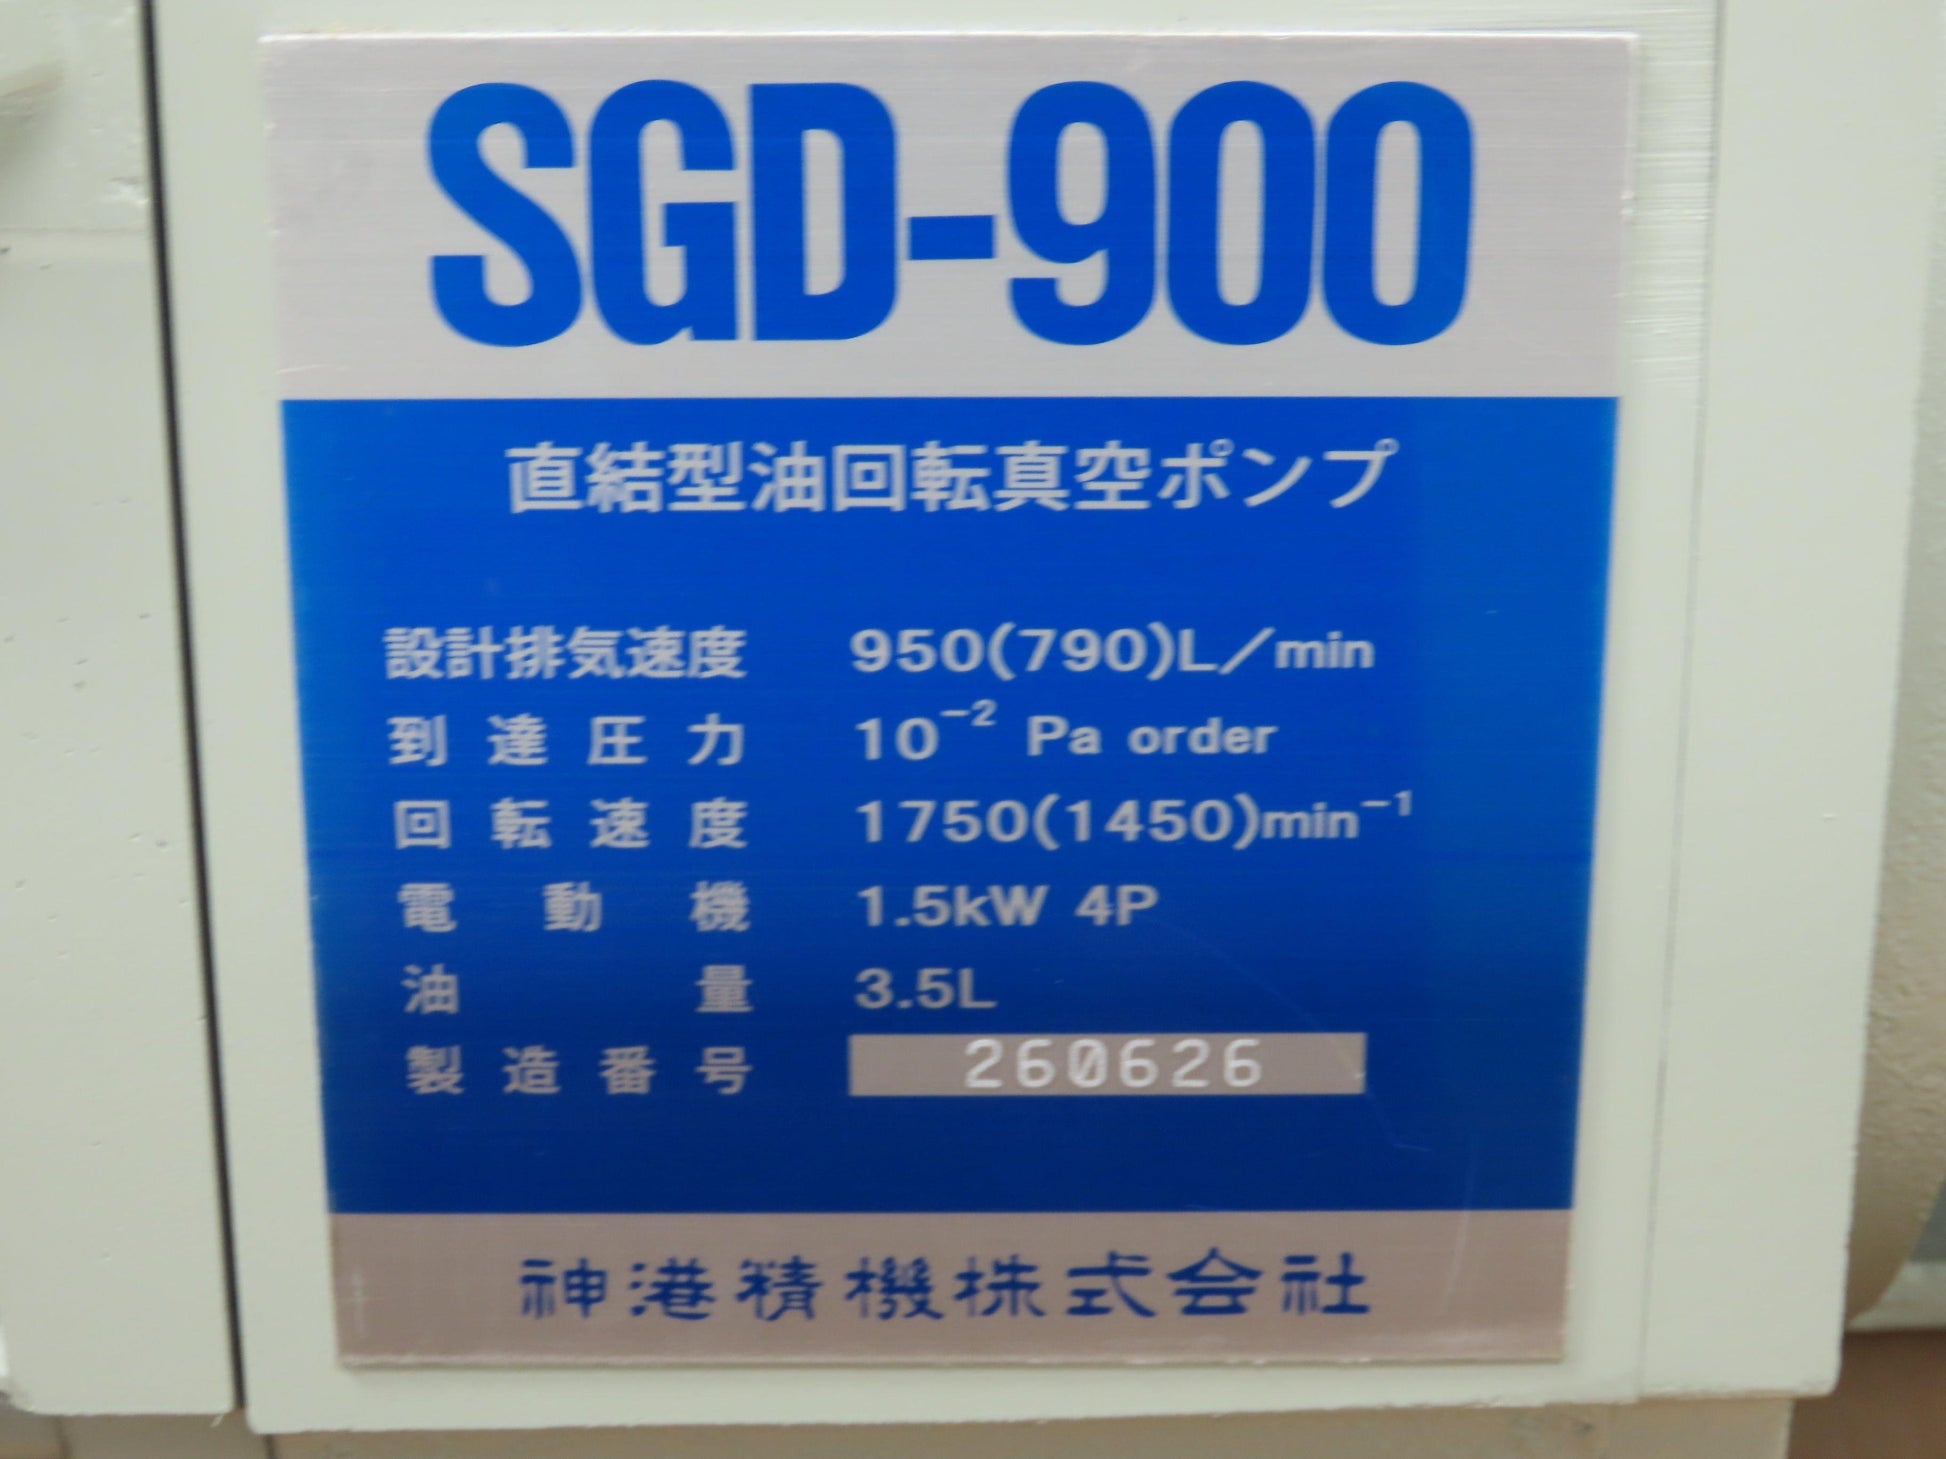 SGD-900
直結型油回転真空ポンプ
設計排気速度 950(790)L／min
到達圧力 10⁻² Pa order
回転速度 1750(1450)min⁻¹
電動機 1.5kW 4P
油量 3.5L
製造番号 260626
神港精機株式会社